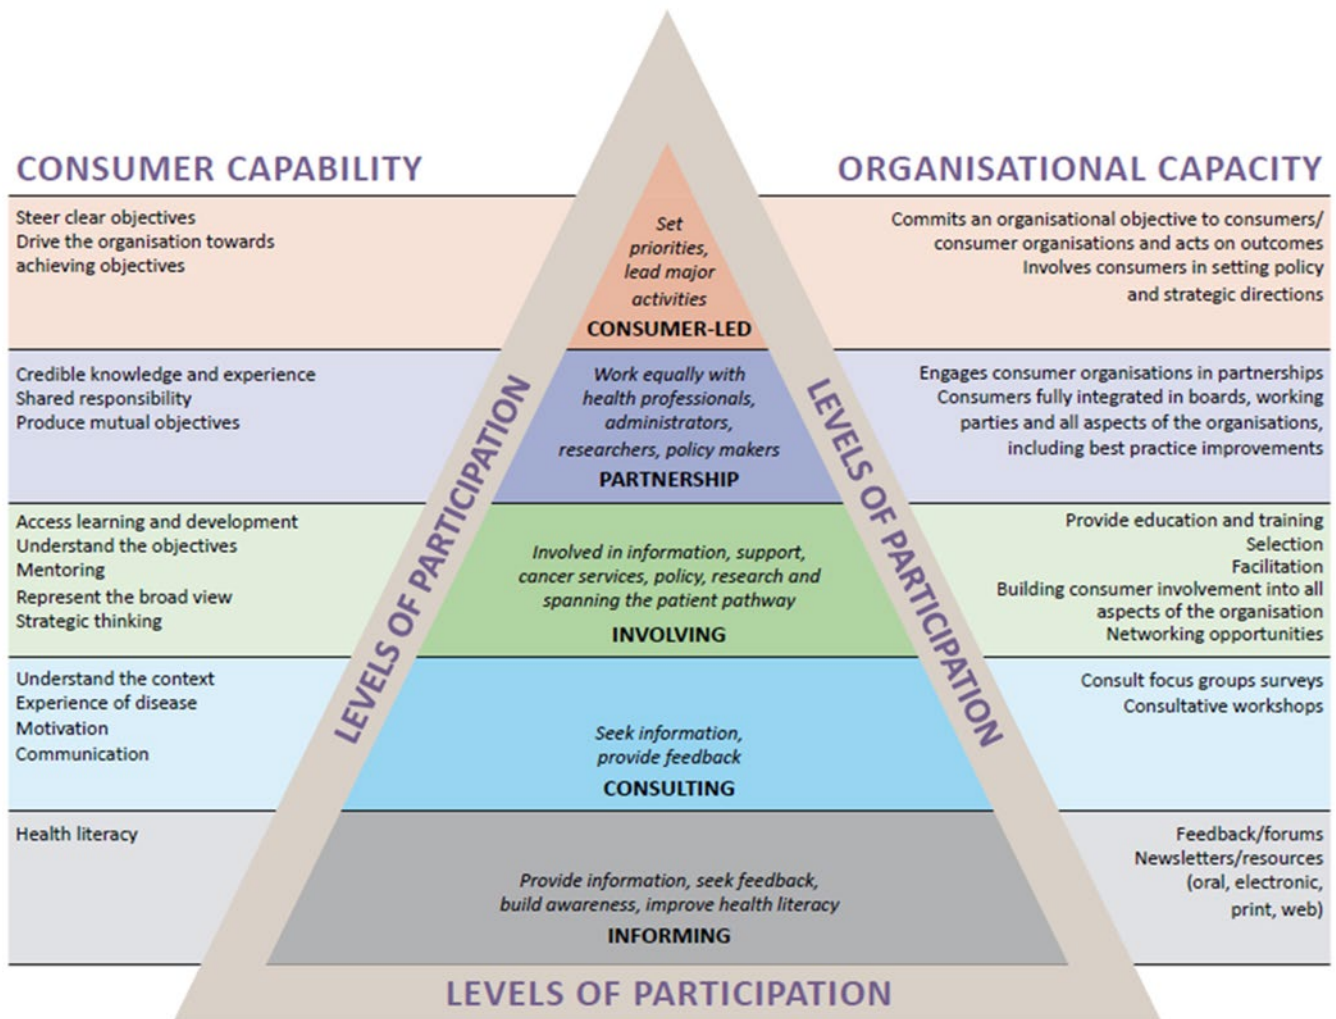 CONSUMER CAPABILITY
ORGANISATIONAL CAPACITY
Steer clear objectives
Drive the organisation towards
achieving objectives
Set
priorities,
lead major
activities
CONSUMER-LED
Commits an organisational objective to consumers/
consumer organisations and acts on outcomes
Involves consumers in setting policy
and strategic directions
Credible knowledge and experience
Shared responsibility
Produce mutual objectives
Work equally with
health professionals,
administrators,
researchers, policy makers
PARTNERSHIP
Engages consumer organisations in partnerships
Consumers fully integrated in boards, working
parties and all aspects of the organisations,
including best practice improvements
Access learning and development
Understand the objectives
Mentoring
Represent the broad view
Strategic thinking
Involved in information, support,
cancer services, policy, research and
spanning the patient pathway
INVOLVING
Provide education and training
Selection
Facilitation
Building consumer involvement into all
aspects of the organisation
Networking opportunities
Understand the context
Experience of disease
Motivation
Communication
Seek information,
provide feedback
CONSULTING
Consult focus groups surveys
Consultative workshops
Health literacy
Provide information, seek feedback,
build awareness, improve health literacy
INFORMING
Feedback/forums
Newsletters/resources
(oral, electronic,
print, web)
LEVELS OF PARTICIPATION
LEVELS OF PARTICIPATION
LEVELS OF PARTICIPATION